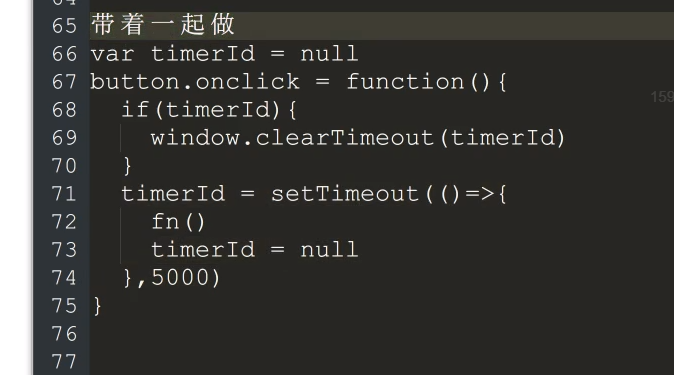 65 带着一起做
66 var timerId = null
67 button.onclick = function(){
68   if(timerId){
69     window.clearTimeout(timerId)
70   }
71   timerId = setTimeout(()=>{
72     fn()
73     timerId = null
74   },5000)
75 }
76
77
159